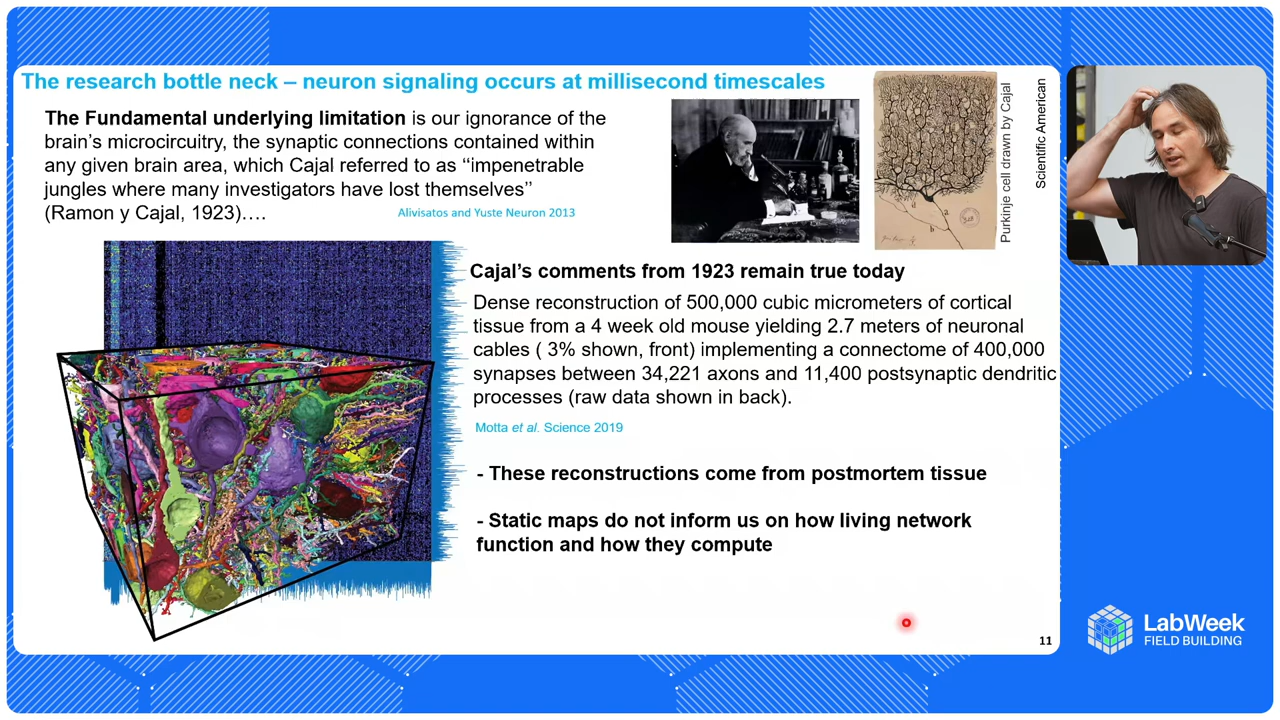 The research bottle neck – neuron signaling occurs at millisecond timescales
The Fundamental underlying limitation is our ignorance of the
brain's microcircuitry, the synaptic connections contained within
any given brain area, which Cajal referred to as "impenetrable
jungles where many investigators have lost themselves"
(Ramon y Cajal, 1923)….
Alivisatos and Yuste Neuron 2013
Purkinje cell drawn by Cajal
Scientific American
Cajal's comments from 1923 remain true today
Dense reconstruction of 500,000 cubic micrometers of cortical
tissue from a 4 week old mouse yielding 2.7 meters of neuronal
cables ( 3% shown, front) implementing a connectome of 400,000
synapses between 34,221 axons and 11,400 postsynaptic dendritic
processes (raw data shown in back).
Motta et al. Science 2019
- These reconstructions come from postmortem tissue
- Static maps do not inform us on how living network
function and how they compute
11
LabWeek
FIELD BUILDING